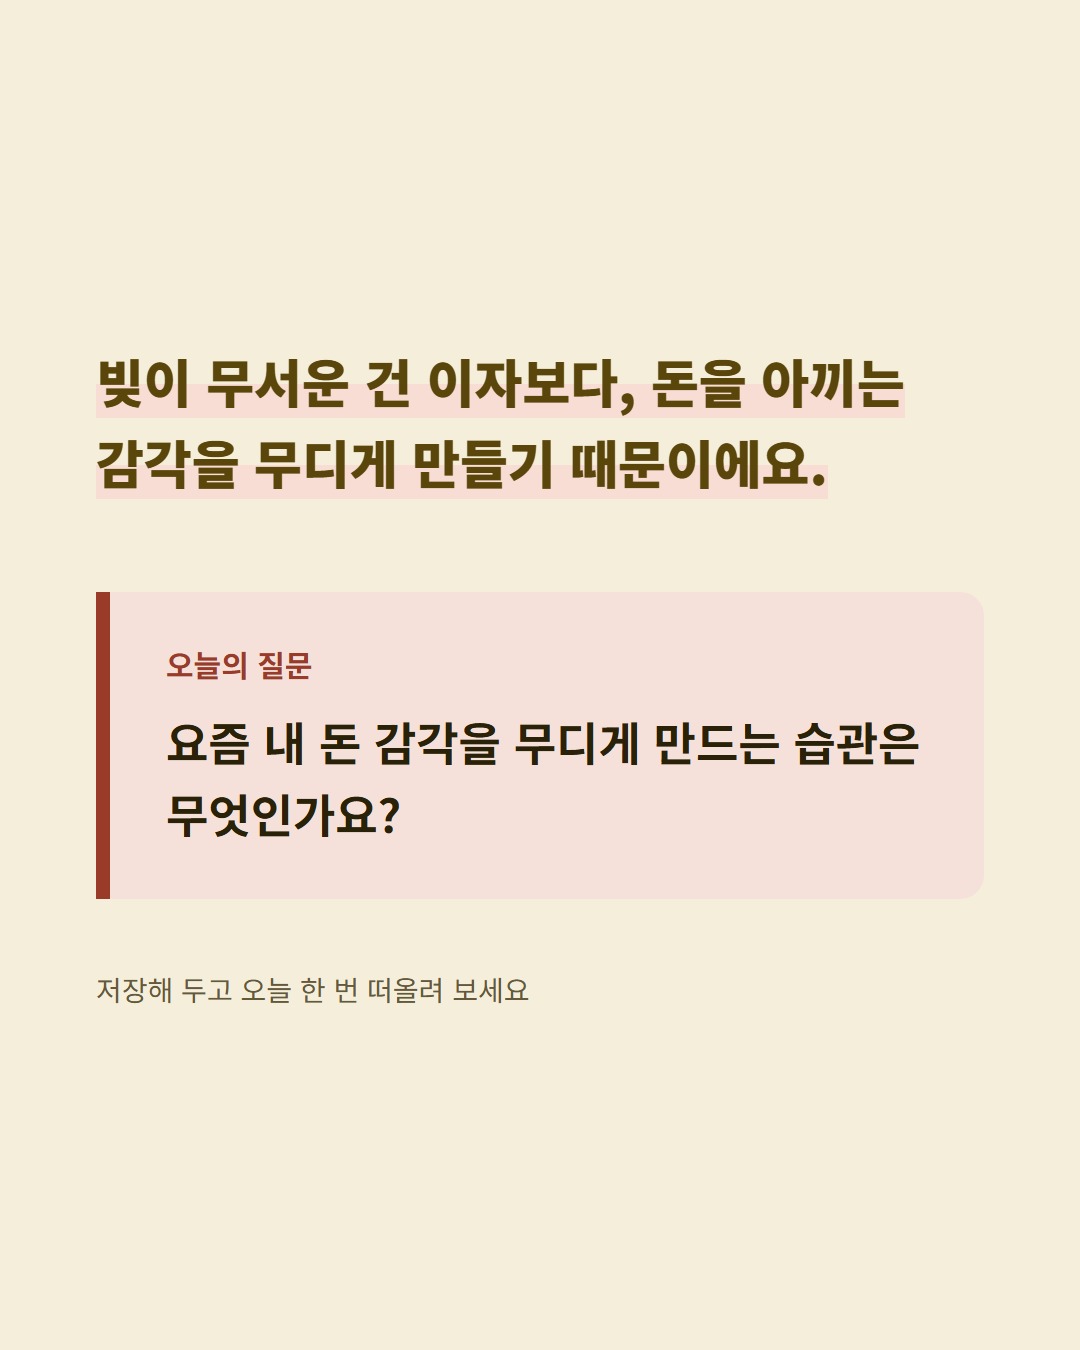 빚이 무서운 건 이자보다, 돈을 아끼는
감각을 무디게 만들기 때문이에요.
오늘의 질문
요즘 내 돈 감각을 무디게 만드는 습관은
무엇인가요?
저장해 두고 오늘 한 번 떠올려 보세요